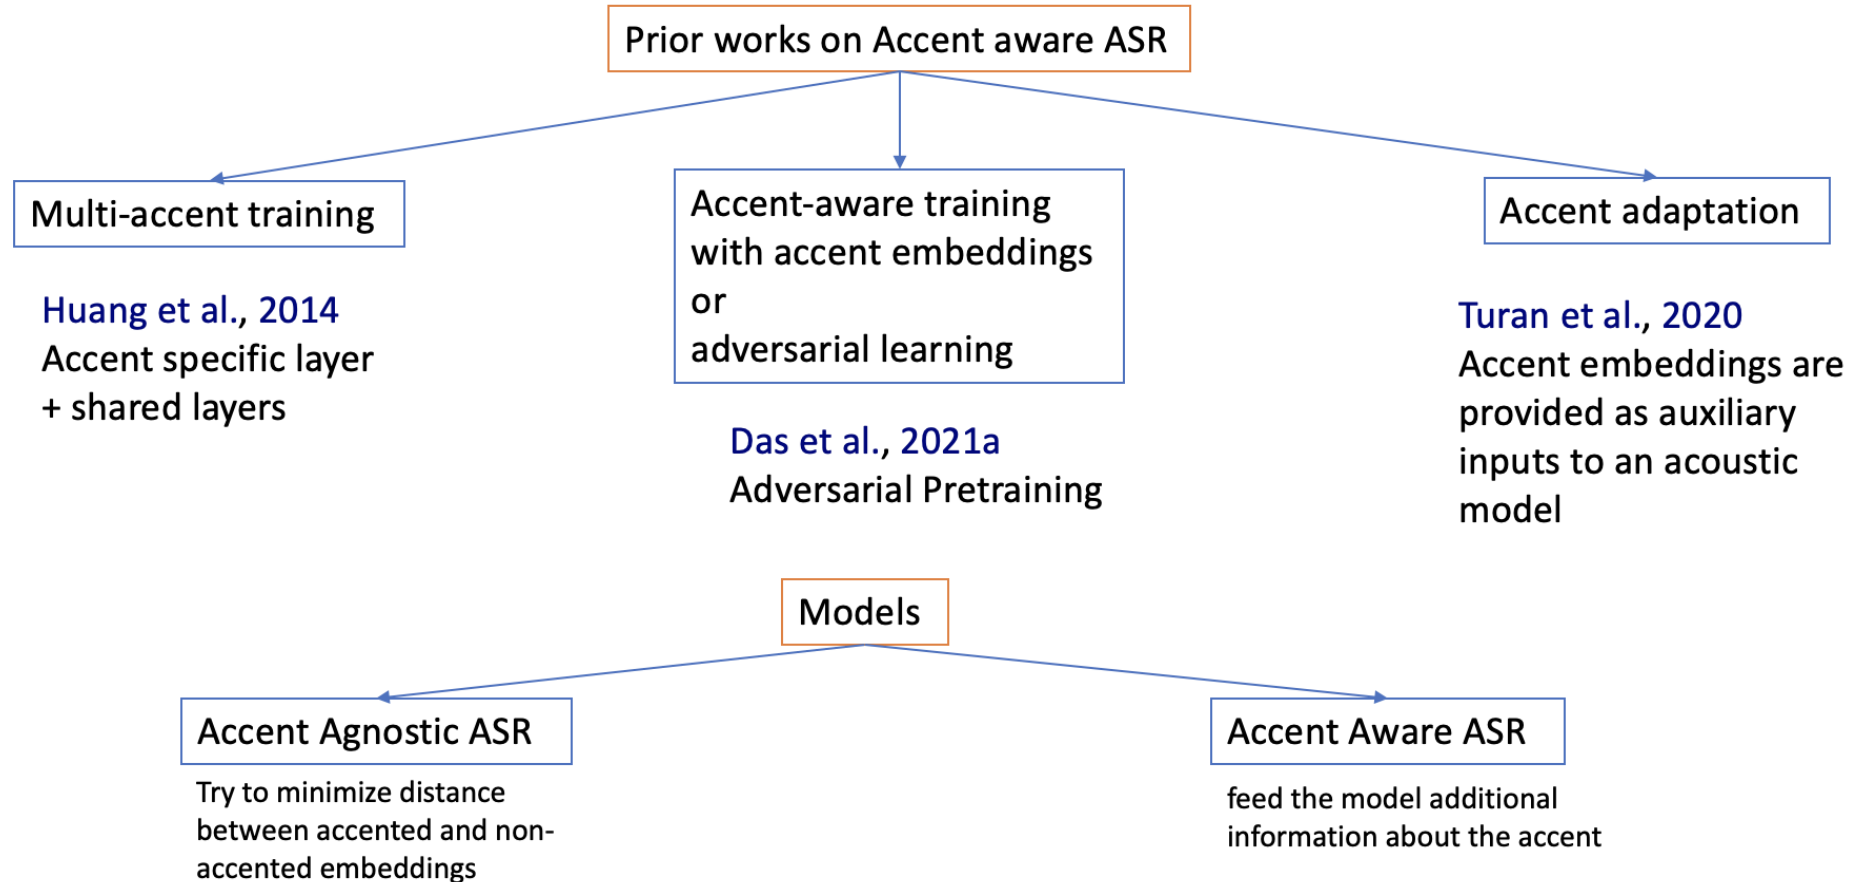 Prior works on Accent aware ASR
Multi-accent training
Huang et al., 2014
Accent specific layer
+ shared layers
Accent-aware training
with accent embeddings
or
adversarial learning
Das et al., 2021a
Adversarial Pretraining
Accent adaptation
Turan et al., 2020
Accent embeddings are
provided as auxiliary
inputs to an acoustic
model
Models
Accent Agnostic ASR
Try to minimize distance
between accented and non-
accented embeddings
Accent Aware ASR
feed the model additional
information about the accent